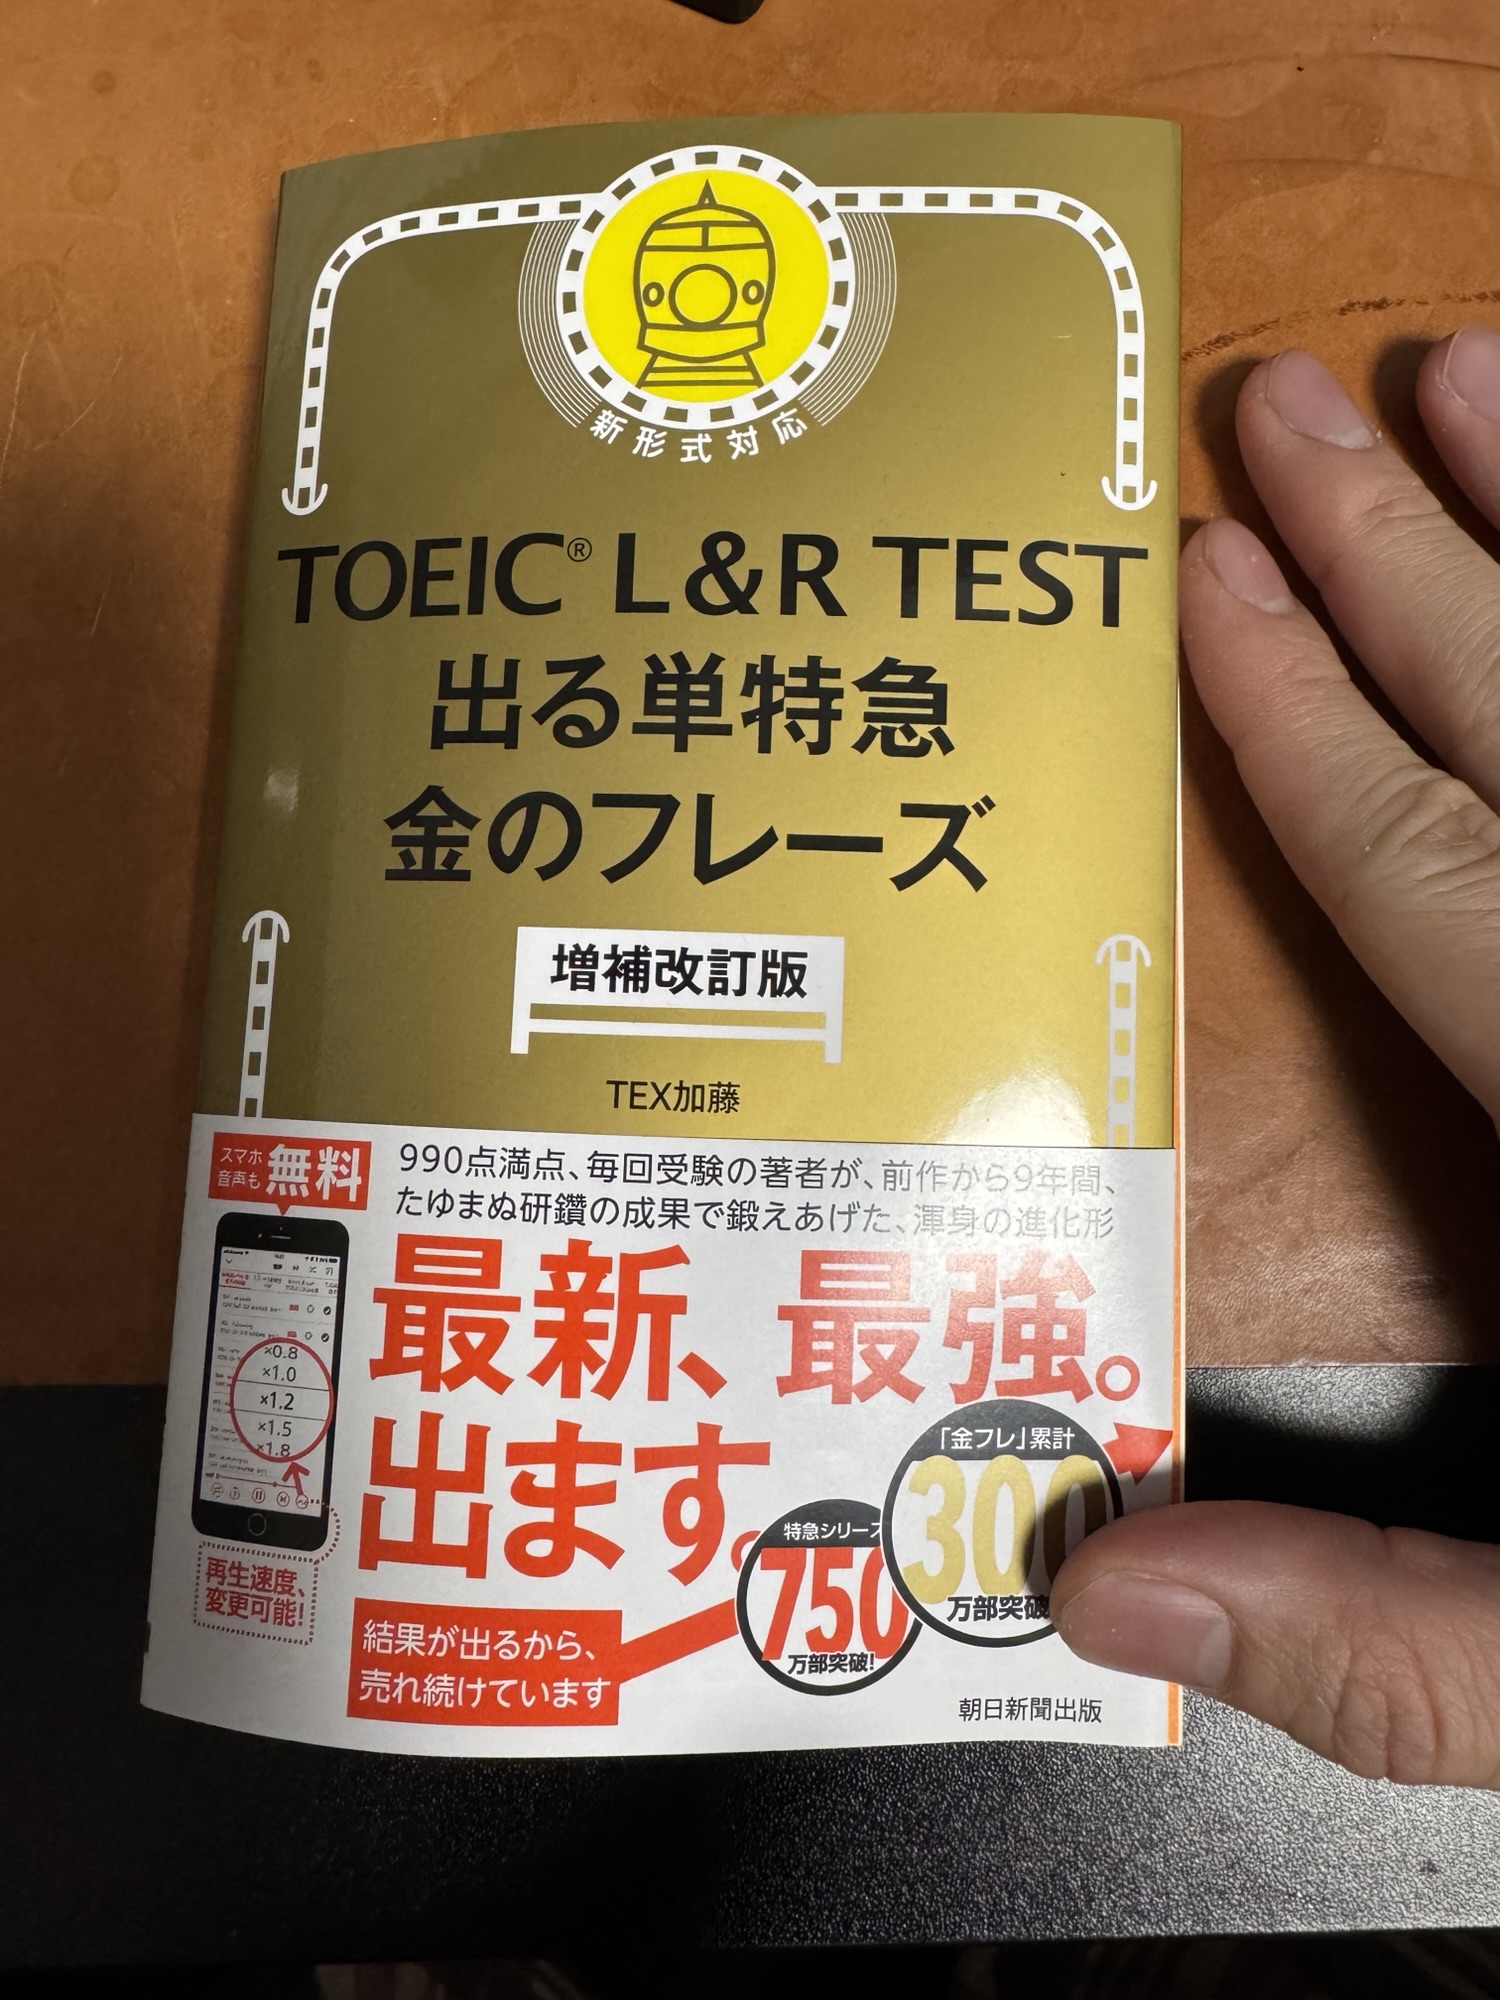 新形式対応
TOEIC® L&R TEST
出る単特急
金のフレーズ
増補改訂版
TEX加藤
スマホ
音声も
無料
990点満点、毎回受験の著者が、前作から9年間、
たゆまぬ研鑽の成果で鍛えあげた、渾身の進化形
最新、最強。
出ます。
×0.8
×1.0
×1.2
×1.5
×1.8
再生速度、
変更可能!
結果が出るから、
売れ続けています
特急シリーズ
750
万部突破!
「金フレ」累計
300
万部突破
朝日新聞出版